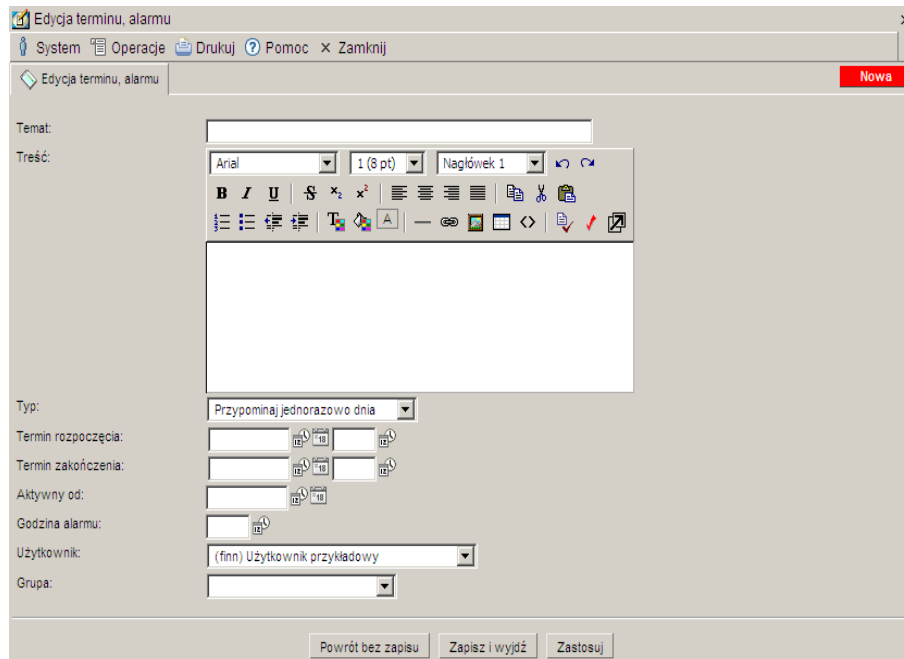 Edycja terminu, alarmu
System Operacje Drukuj Pomoc Zamknij
Edycja terminu, alarmu Nowa
Temat:
Treść:
Arial 1 (8 pt) Nagłówek 1
Typ: Przypominaj jednorazowo dnia
Termin rozpoczęcia:
Termin zakończenia:
Aktywny od:
Godzina alarmu:
Użytkownik: (finn) Użytkownik przykładowy
Grupa:
Powrót bez zapisu Zapisz i wyjdź Zastosuj